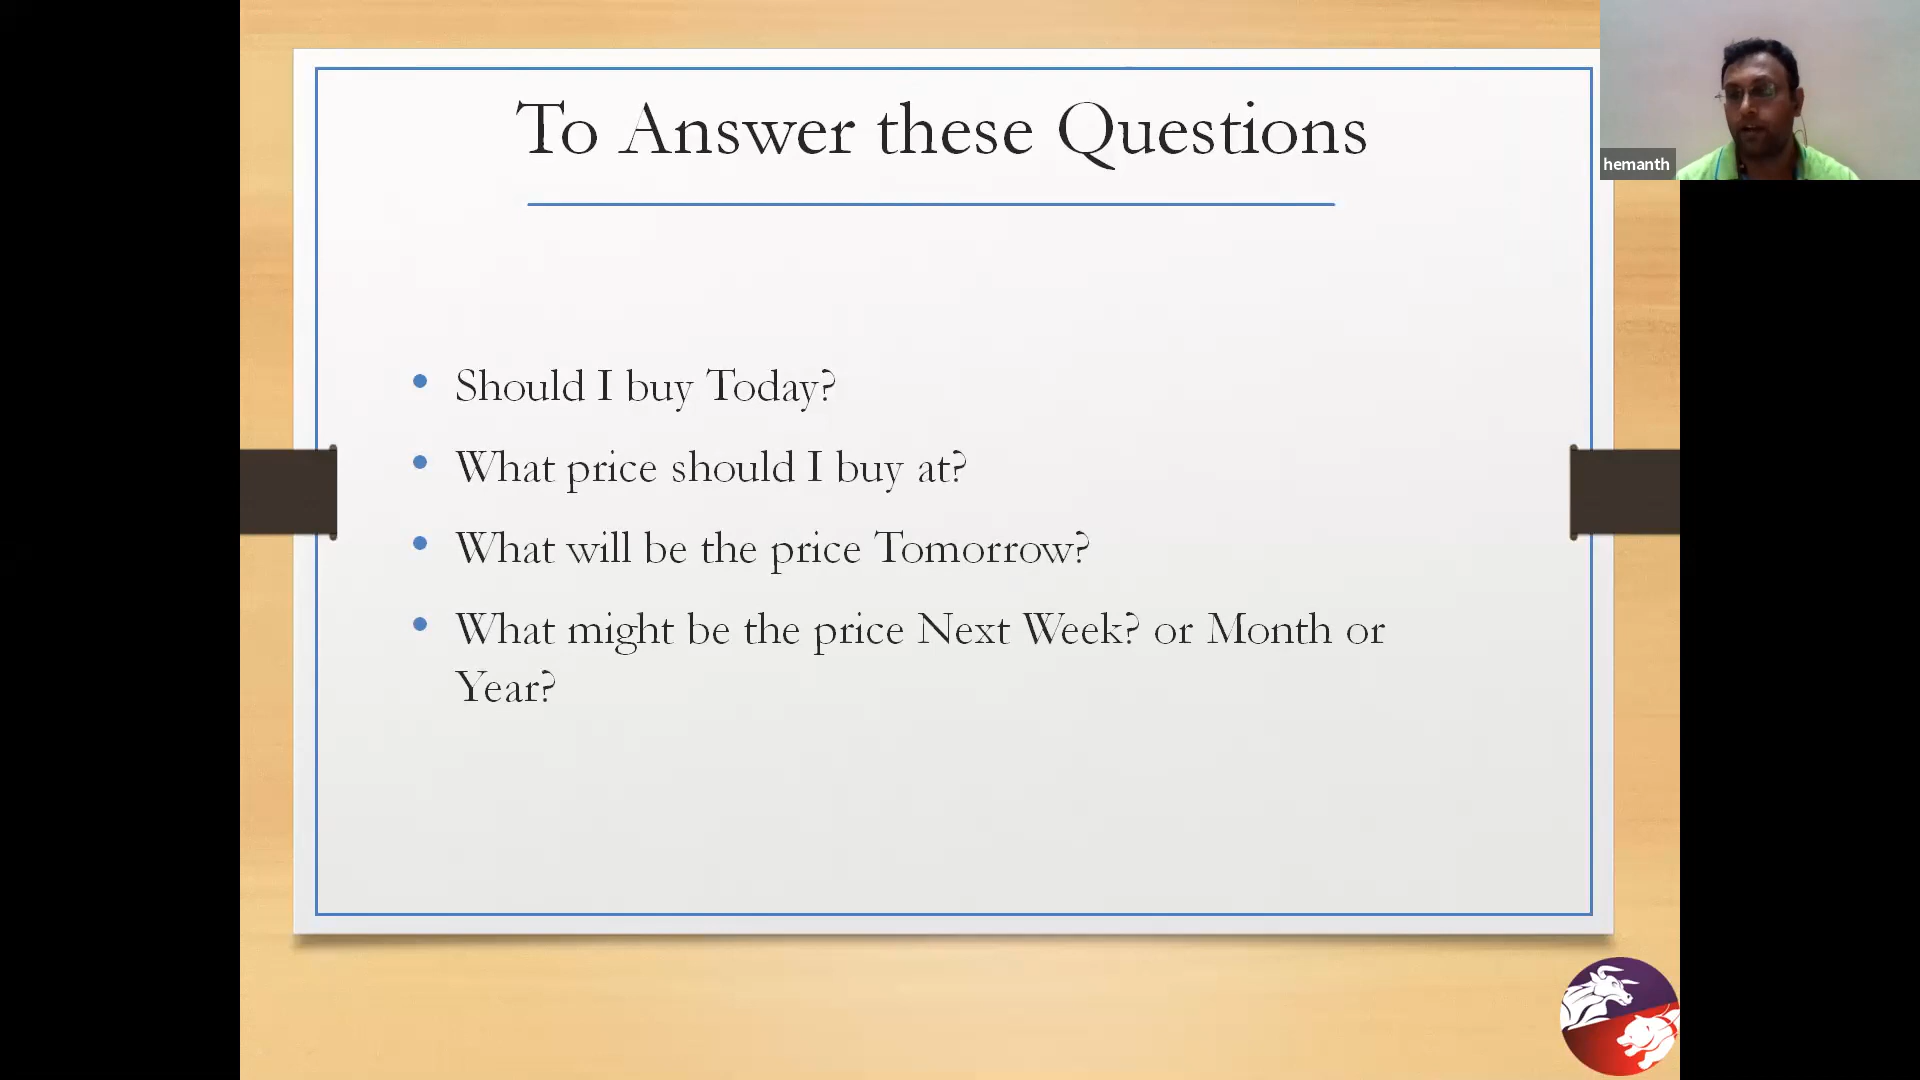 To Answer these Questions
hemanth
Should I buy Today?
What price should I buy at?
What will be the price Tomorrow?
What might be the price Next Week? or Month or
Year?